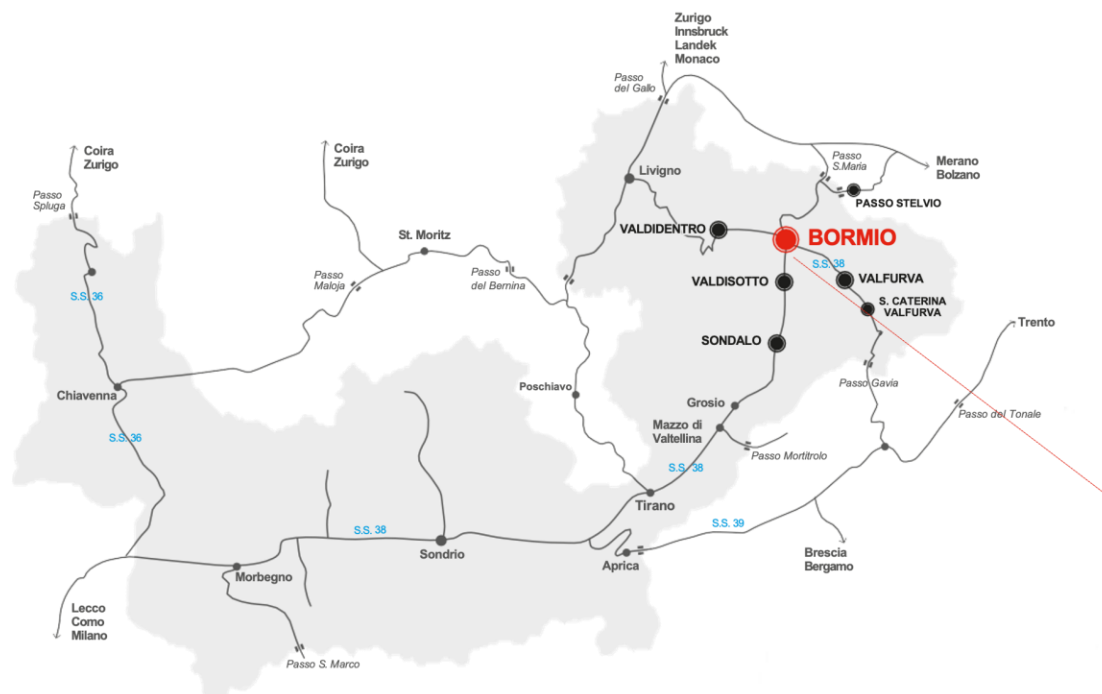 Zurigo
Innsbruck
Landek
Monaco
Passo
del Gallo
Coira
Zurigo
Coira
Zurigo
Passo
S.Maria
Merano
Bolzano
Livigno
Passo
Spluga
PASSO STELVIO
VALDIDENTRO
BORMIO
St. Moritz
S.S. 38
Passo
del Bernina
Passo
Maloja
VALDISOTTO
VALFURVA
S.S. 36
S. CATERINA
VALFURVA
Trento
SONDALO
Chiavenna
Poschiavo
Passo Gavia
Grosio
Passo del Tonale
Mazzo di
Valtellina
S.S. 36
Passo Mortitrolo
S.S. 38
Tirano
S.S. 38
S.S. 39
Sondrio
Aprica
Brescia
Bergamo
Morbegno
Lecco
Como
Milano
Passo S. Marco